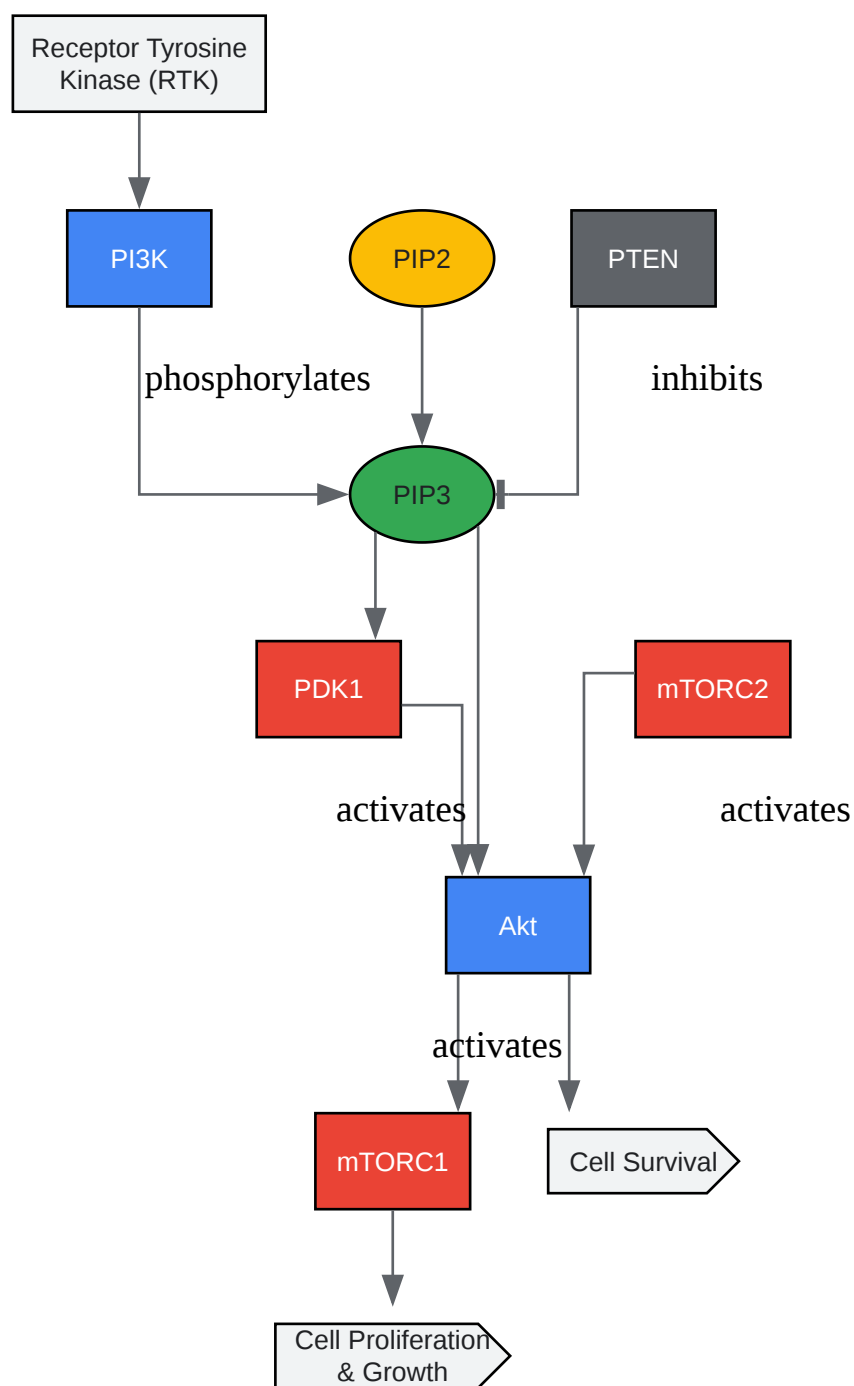 Receptor Tyrosine
Kinase (RTK)
PI3K
PIP2
PTEN
phosphorylates
inhibits
PIP3
PDK1
mTORC2
activates
activates
Akt
activates
mTORC1
Cell Survival
Cell Proliferation
& Growth